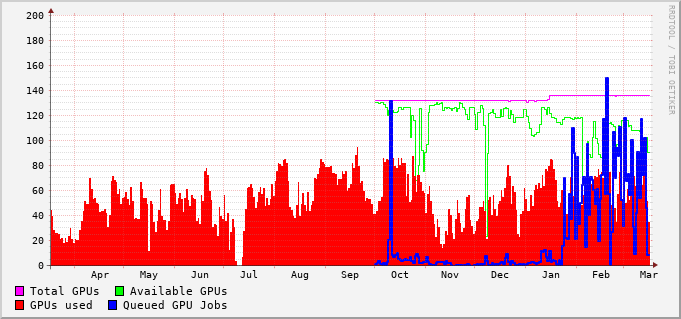 200
180
160
140
120
100
80
60
40
20
0
Apr May Jun Jul Aug Sep Oct Nov Dec Jan Feb Mar
Total GPUs Available GPUs
GPUs used Queued GPU Jobs
RRDTOOL / TOBI OETIKER